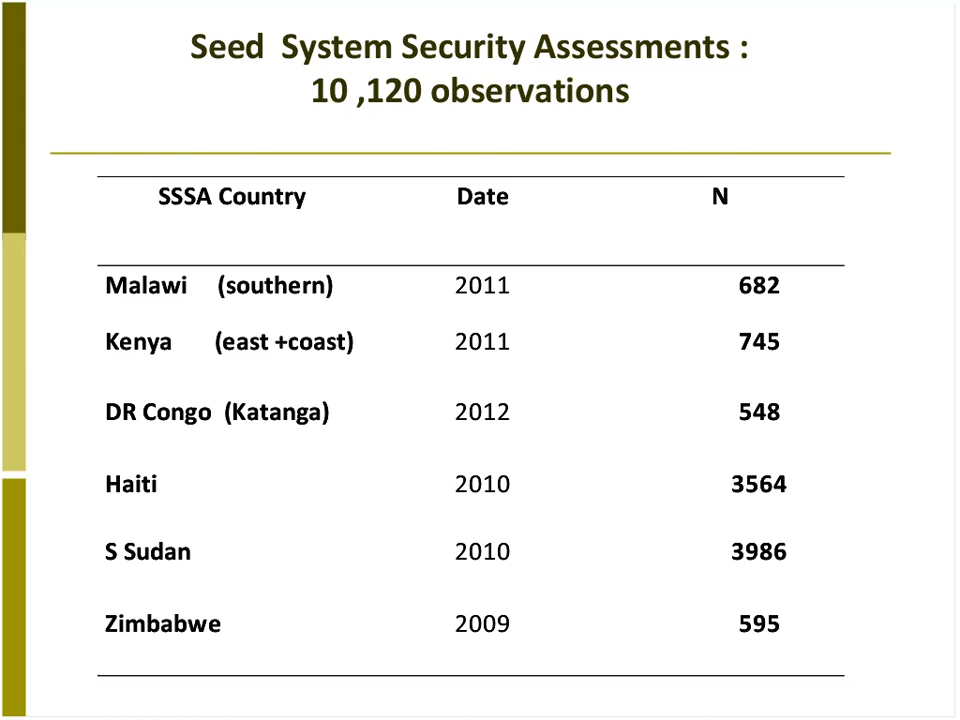 Seed System Security Assessments :
10 ,120 observations
SSSA Country Date N
Malawi (southern) 2011 682
Kenya (east +coast) 2011 745
DR Congo (Katanga) 2012 548
Haiti 2010 3564
S Sudan 2010 3986
Zimbabwe 2009 595